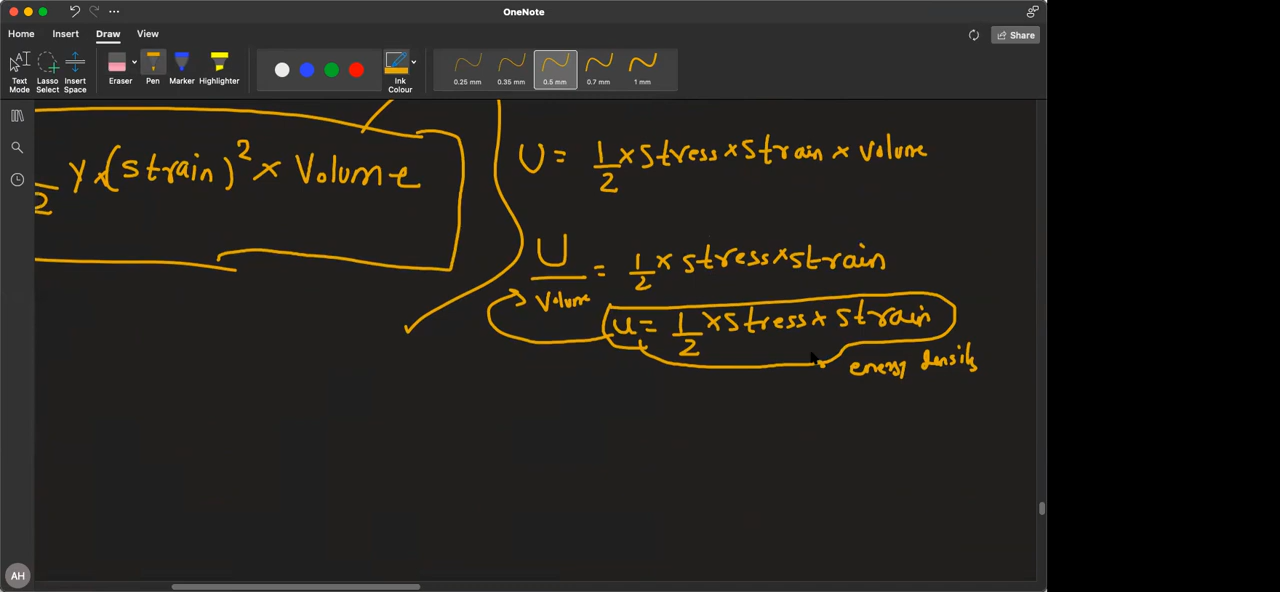 OneNote
Home Insert Draw View
Share
Text Mode
Lasso Select
Insert Space
Eraser
Pen
Marker
Highlighter
Ink Colour
0.25 mm
0.35 mm
0.5 mm
0.7 mm
1 mm
2 Y×(strain)² × Volume
U = 1/2 × stress × strain × volume
U/Volume = 1/2 × stress × strain
u = 1/2 × stress × strain
energy density
AH